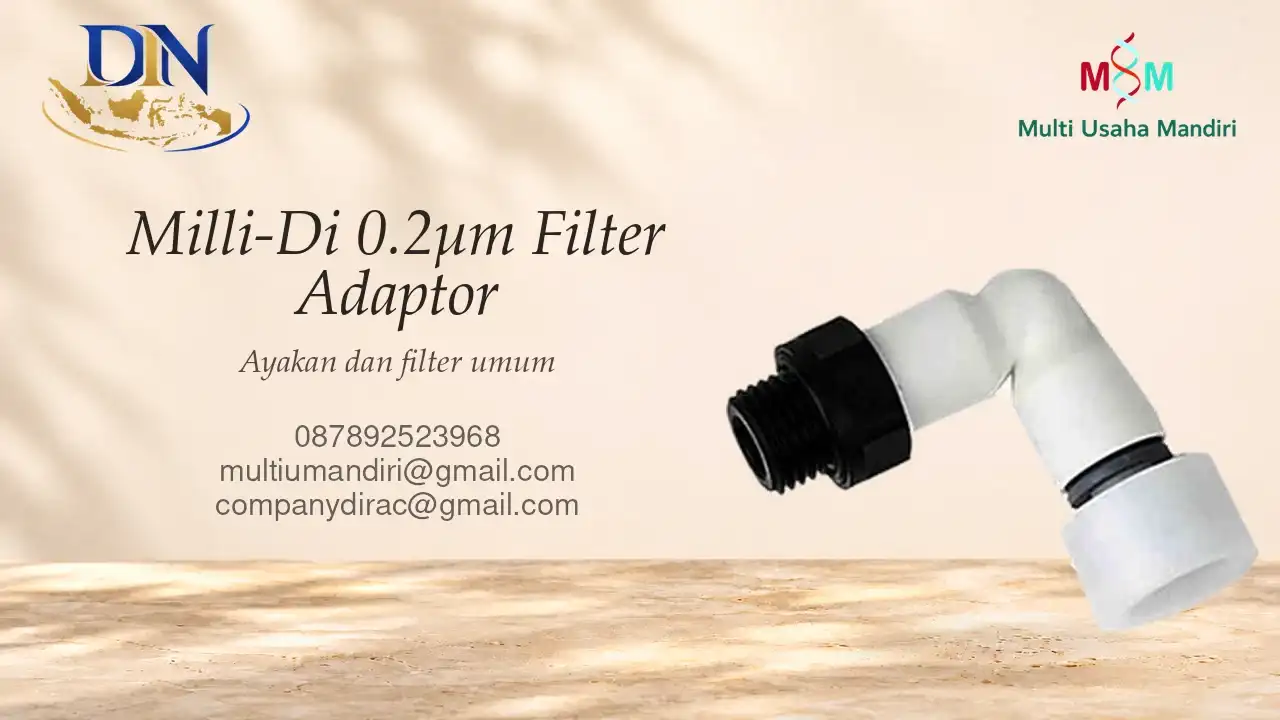 DN
M M
Multi Usaha Mandiri
Milli-Di 0.2µm Filter
Adaptor
Ayakan dan filter umum
087892523968
multiumandiri@gmail.com
companydirac@gmail.com